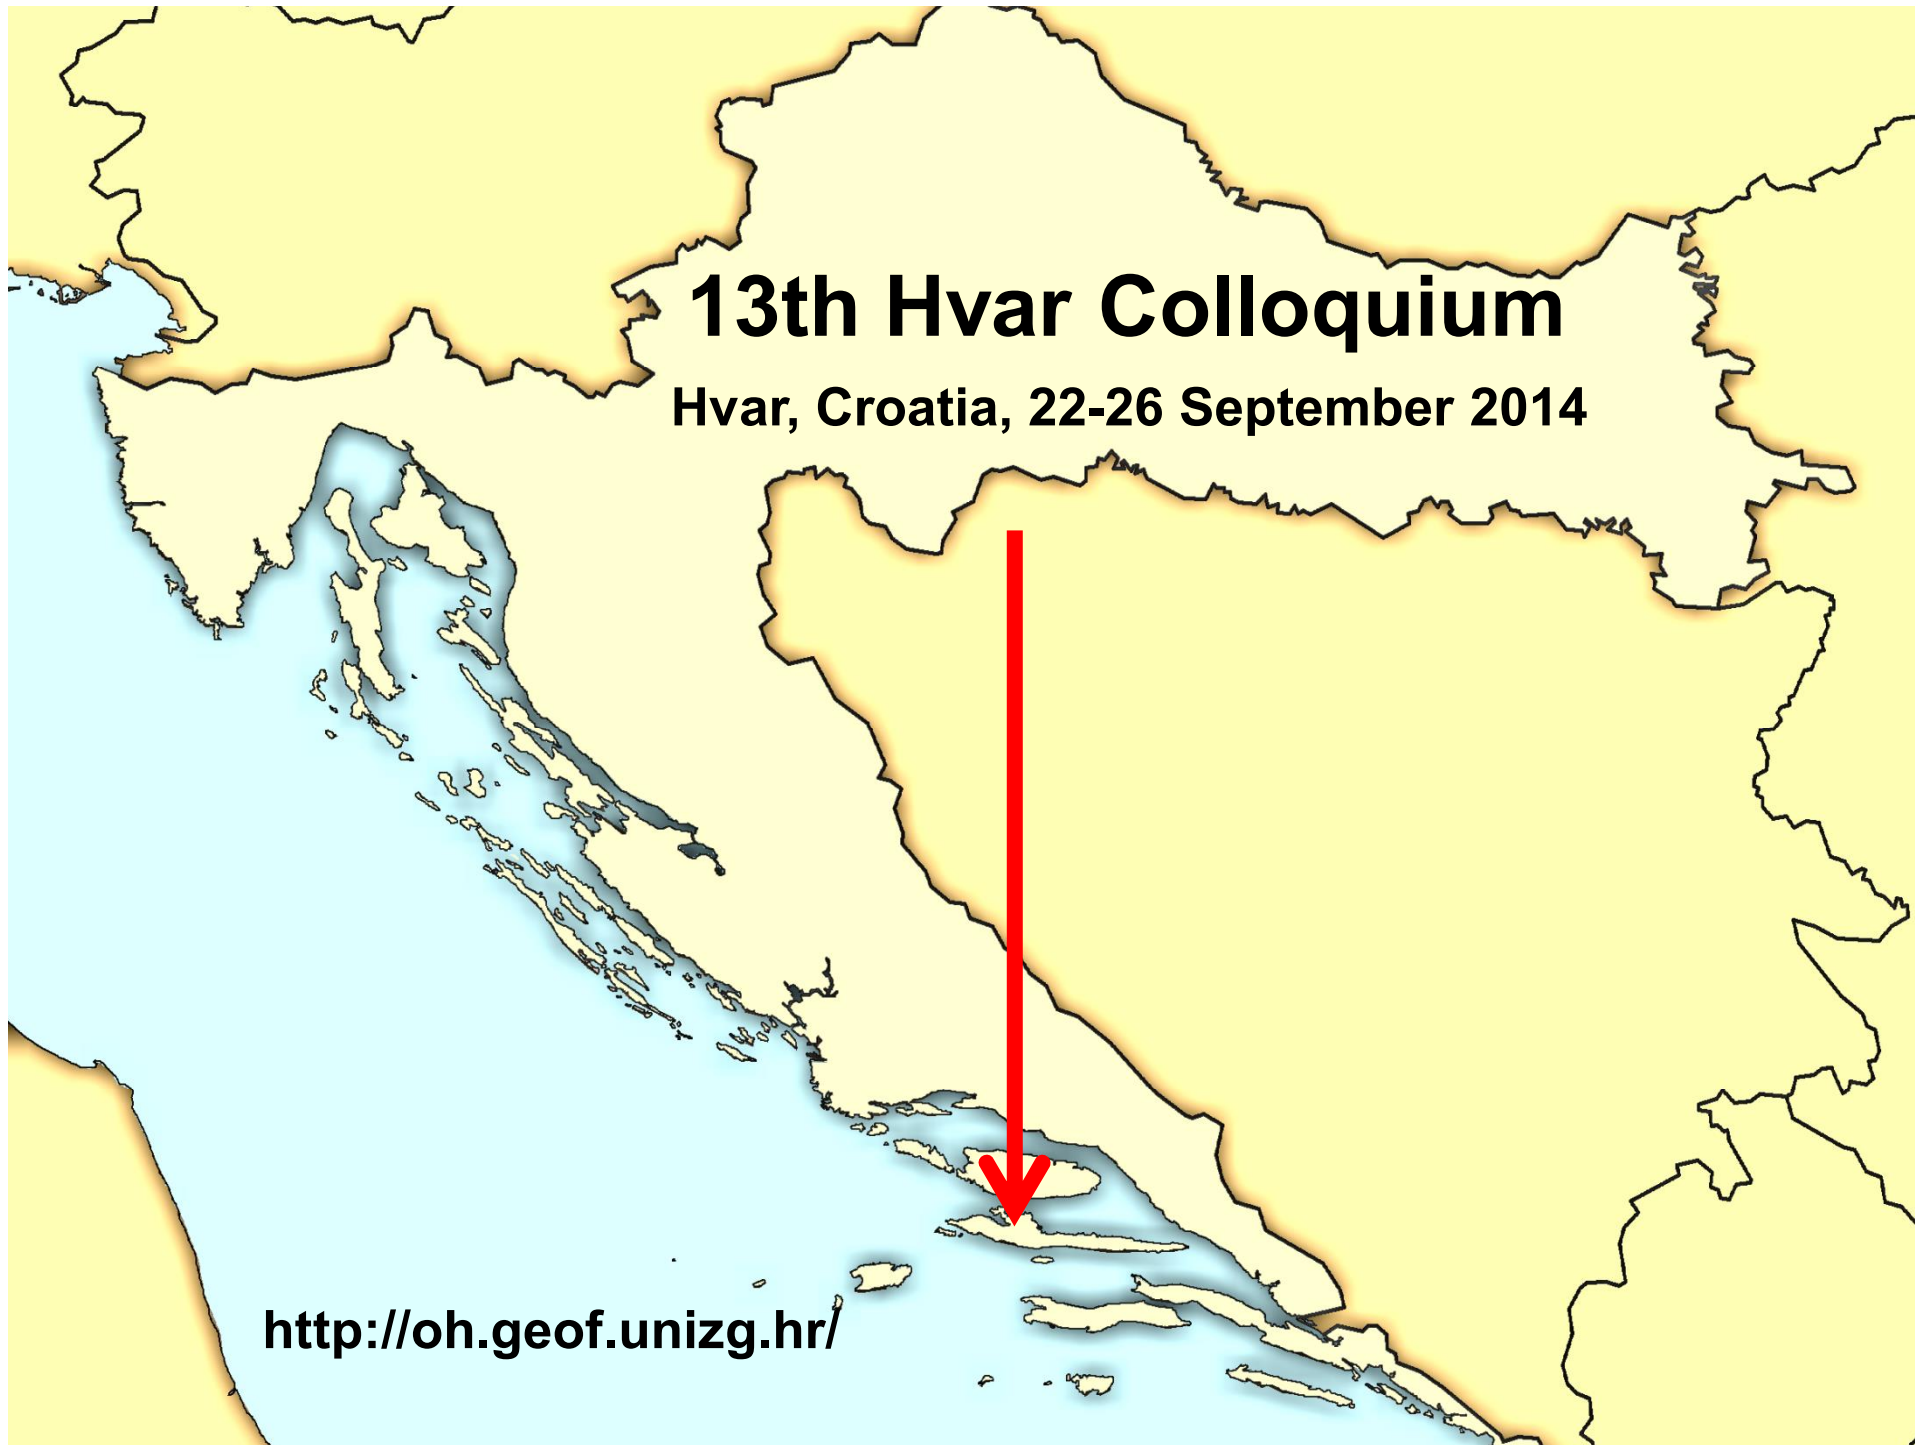 13th Hvar Colloquium
Hvar, Croatia, 22-26 September 2014
http://oh.geof.unizg.hr/